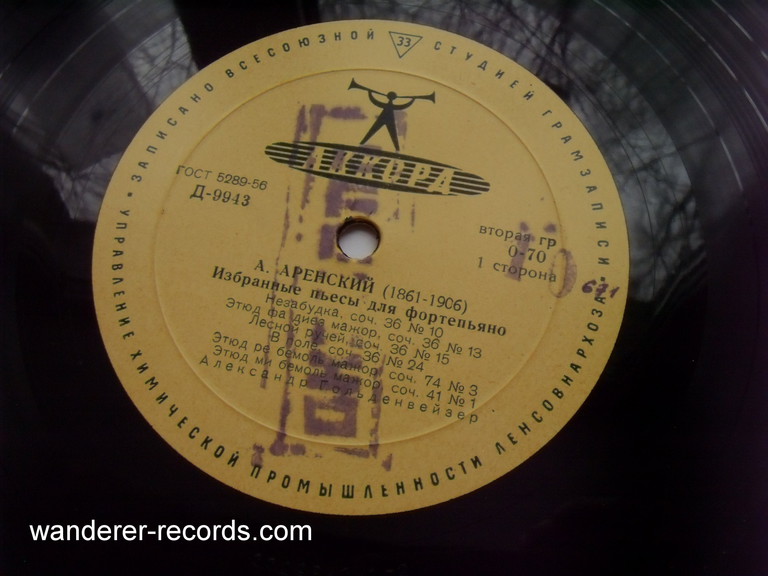 • ЗАПИСАНО ВСЕСОЮЗНОЙ 33 СТУДИЕЙ ГРАМЗАПИСИ •
АККОРД
ГОСТ 5289-56
Д-9943
вторая гр
0-70
1 сторона
671
А. АРЕНСКИЙ (1861-1906)
Избранные пьесы для фортепьяно
Незабудка, соч. 36 № 10
Этюд фа диез мажор, соч. 36 № 13
Лесной ручей, соч. 36 № 15
В поле, соч. 36 № 24
Этюд ре бемоль мажор, соч. 74 № 3
Этюд ми бемоль мажор, соч. 41 № 1
Александр Гольденвейзер
УПРАВЛЕНИЕ ХИМИЧЕСКОЙ ПРОМЫШЛЕННОСТИ ЛЕНСОВНАРХОЗА
wanderer-records.com